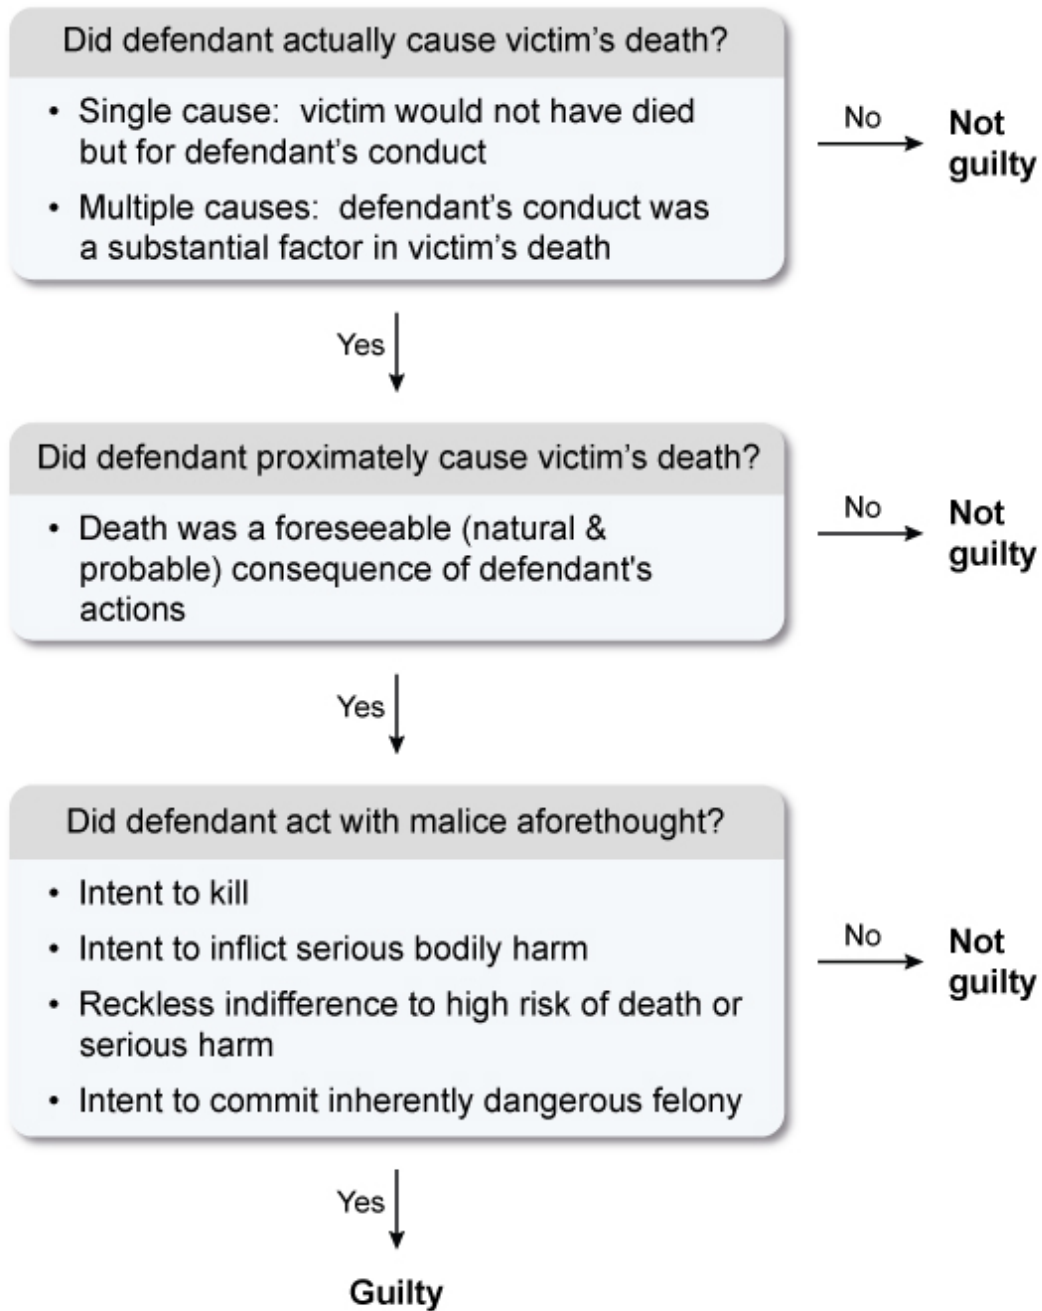 Did defendant actually cause victim’s death?
• Single cause:  victim would not have died
but for defendant’s conduct
• Multiple causes:  defendant’s conduct was
a substantial factor in victim’s death
No
Not
guilty
Yes
Did defendant proximately cause victim’s death?
• Death was a foreseeable (natural &
probable) consequence of defendant's
actions
No
Not
guilty
Yes
Did defendant act with malice aforethought?
• Intent to kill
• Intent to inflict serious bodily harm
• Reckless indifference to high risk of death or
serious harm
• Intent to commit inherently dangerous felony
No
Not
guilty
Yes
Guilty